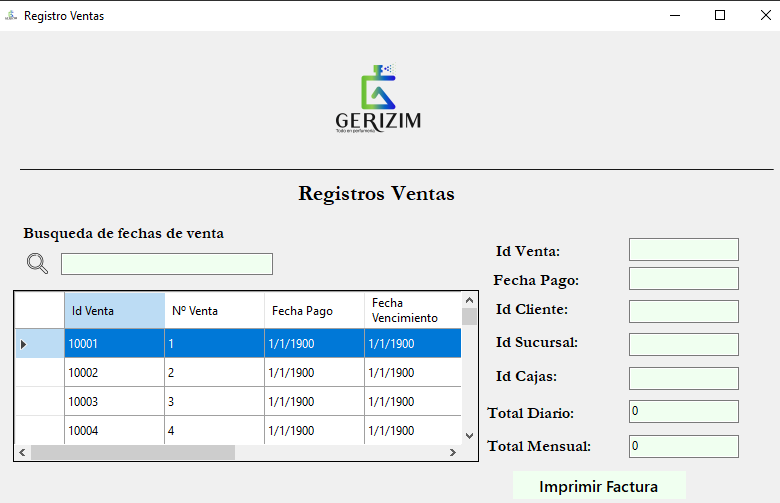 Registro Ventas
GERIZIM
Todo en perfumería
Registros Ventas
Busqueda de fechas de venta
Id Venta Nº Venta Fecha Pago Fecha Vencimiento
10001 1 1/1/1900 1/1/1900
10002 2 1/1/1900 1/1/1900
10003 3 1/1/1900 1/1/1900
10004 4 1/1/1900 1/1/1900
Id Venta:
Fecha Pago:
Id Cliente:
Id Sucursal:
Id Cajas:
Total Diario: 0
Total Mensual: 0
Imprimir Factura